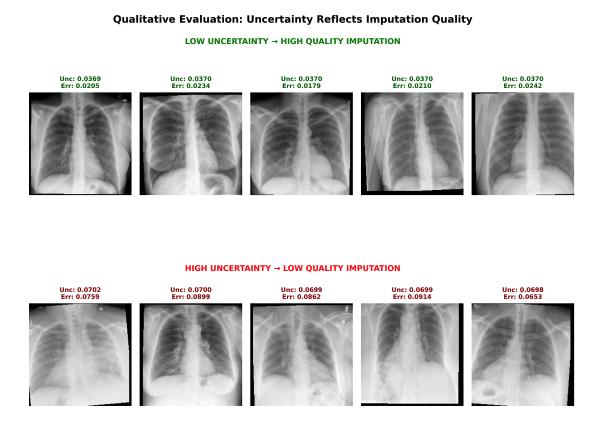 Qualitative Evaluation: Uncertainty Reflects Imputation Quality
LOW UNCERTAINTY → HIGH QUALITY IMPUTATION
Unc: 0.0369
Err: 0.0205
Unc: 0.0370
Err: 0.0234
Unc: 0.0370
Err: 0.0179
Unc: 0.0370
Err: 0.0210
Unc: 0.0370
Err: 0.0242
HIGH UNCERTAINTY → LOW QUALITY IMPUTATION
Unc: 0.0702
Err: 0.0759
Unc: 0.0700
Err: 0.0899
Unc: 0.0699
Err: 0.0862
Unc: 0.0699
Err: 0.0914
Unc: 0.0698
Err: 0.0653